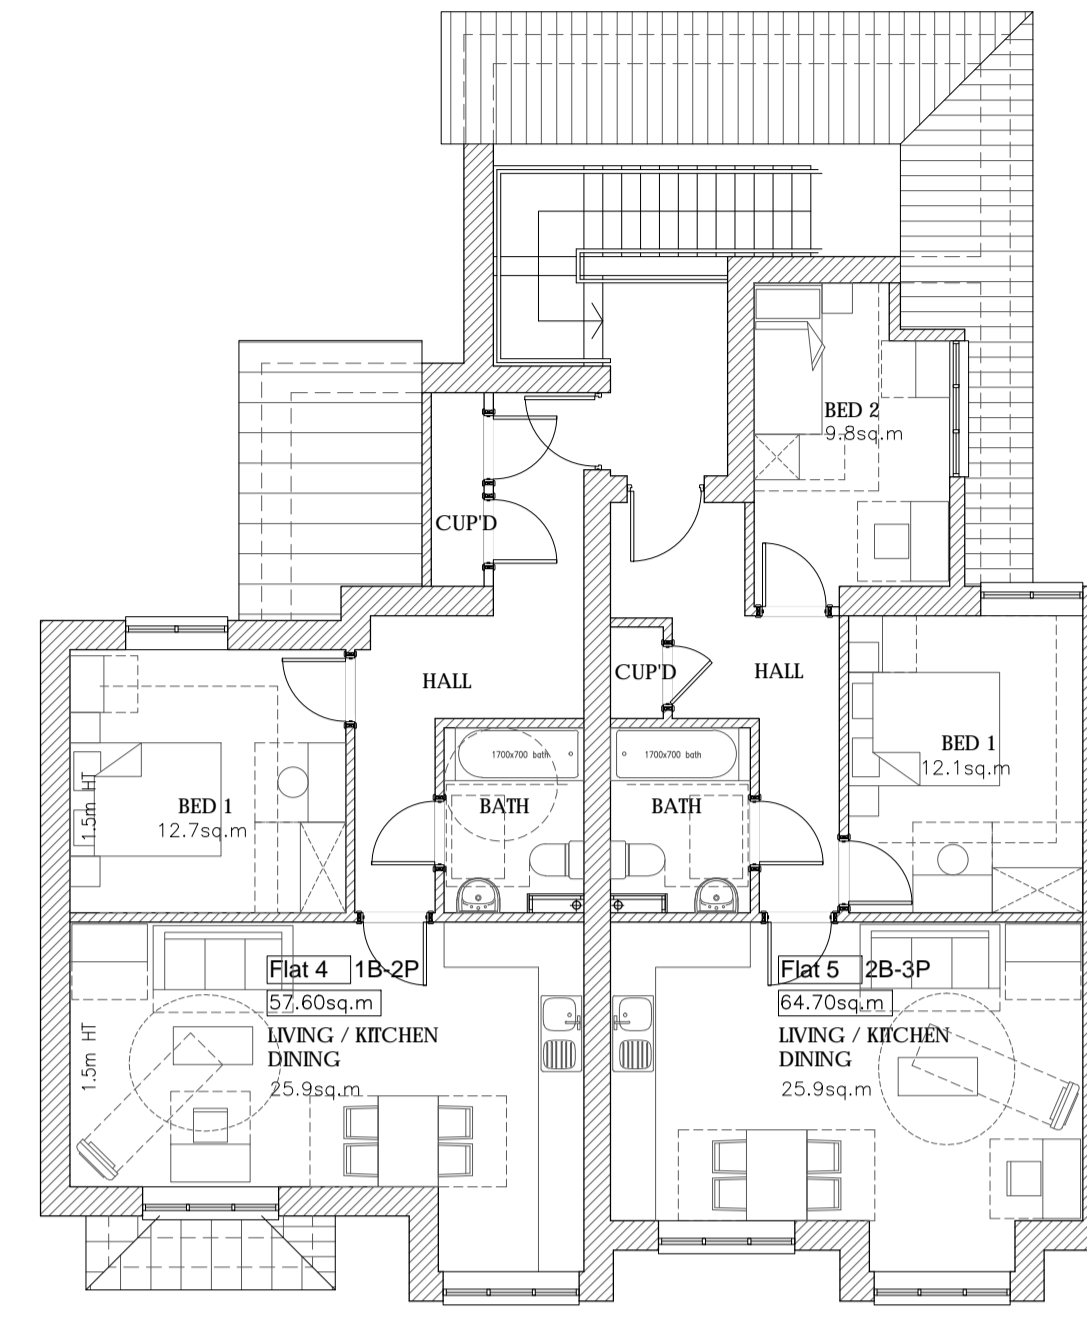 BED 2
9.8sq.m
CUP'D
HALL
CUP'D
HALL
1700x700 bath
1700x700 bath
BED 1
12.1sq.m
1.5m HT
BED 1
12.7sq.m
BATH
BATH
Flat 4 1B-2P
57.60sq.m
LIVING / KITCHEN
DINING
25.9sq.m
1.5m HT
Flat 5 2B-3P
64.70sq.m
LIVING / KITCHEN
DINING
25.9sq.m